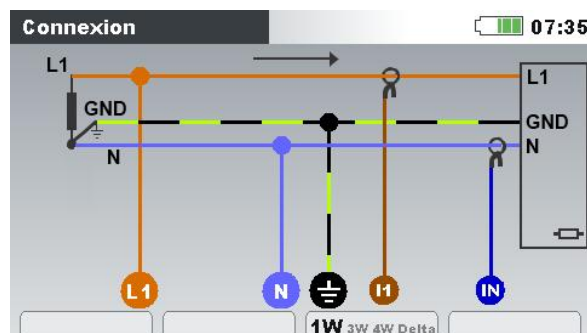 Connexion 07:35
L1 L1
GND GND
N N
L1 N I1 IN
1W 3W 4W Delta